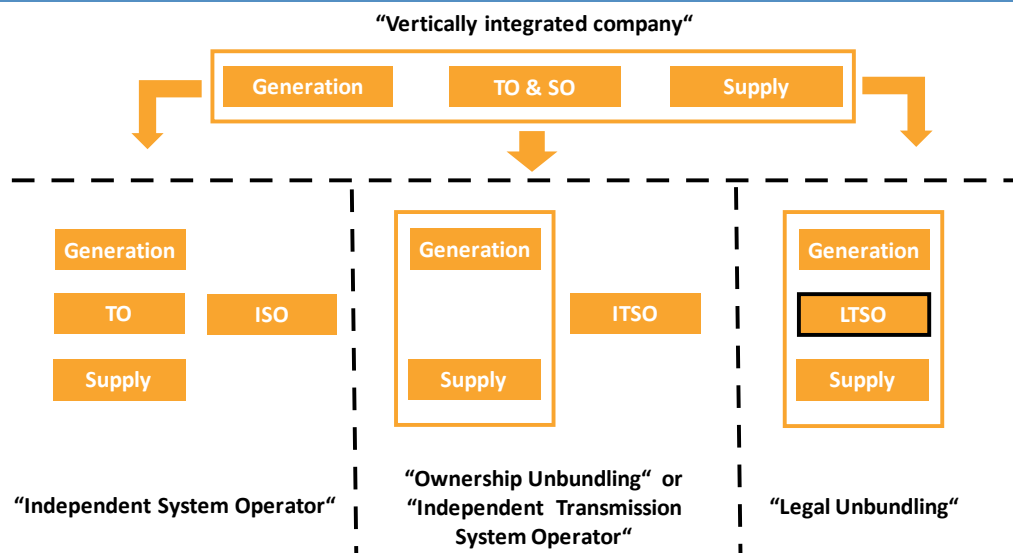 “Vertically integrated company“
Generation
TO & SO
Supply
Generation
TO
ISO
Supply
“Independent System Operator“
Generation
ITSO
Supply
“Ownership Unbundling“ or
“Independent Transmission
System Operator“
Generation
LTSO
Supply
“Legal Unbundling“